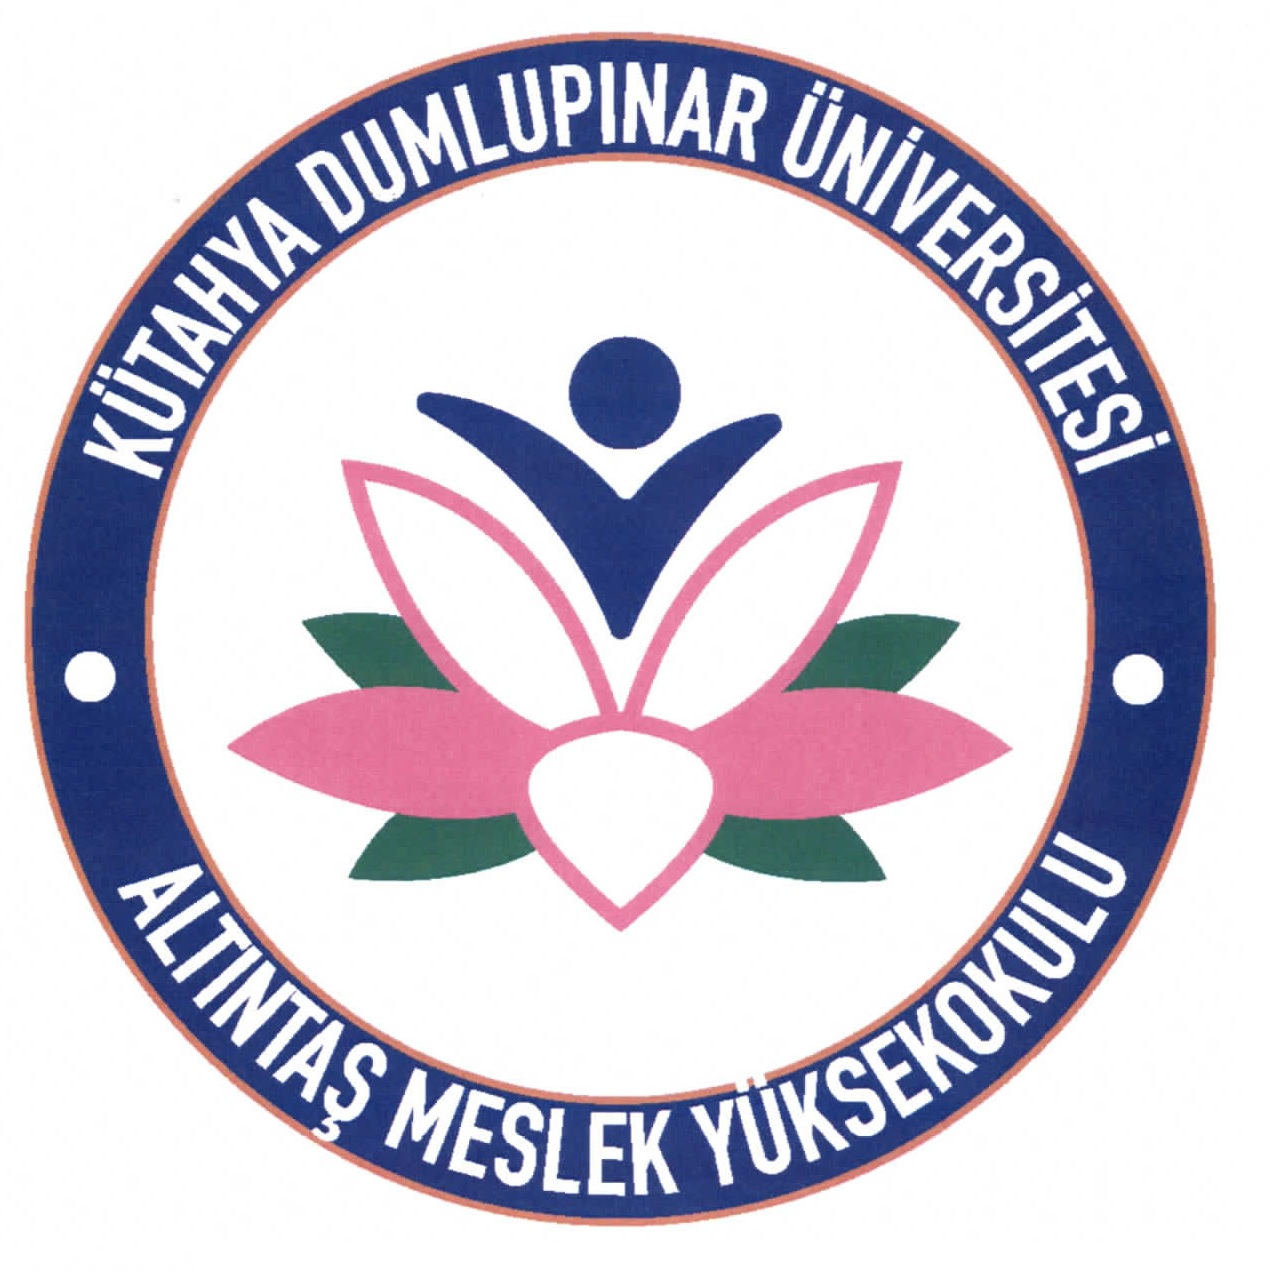 KÜTAHYA DUMLUPINAR ÜNİVERSİTESİ
ALTINTAŞ MESLEK YÜKSEKOKULU